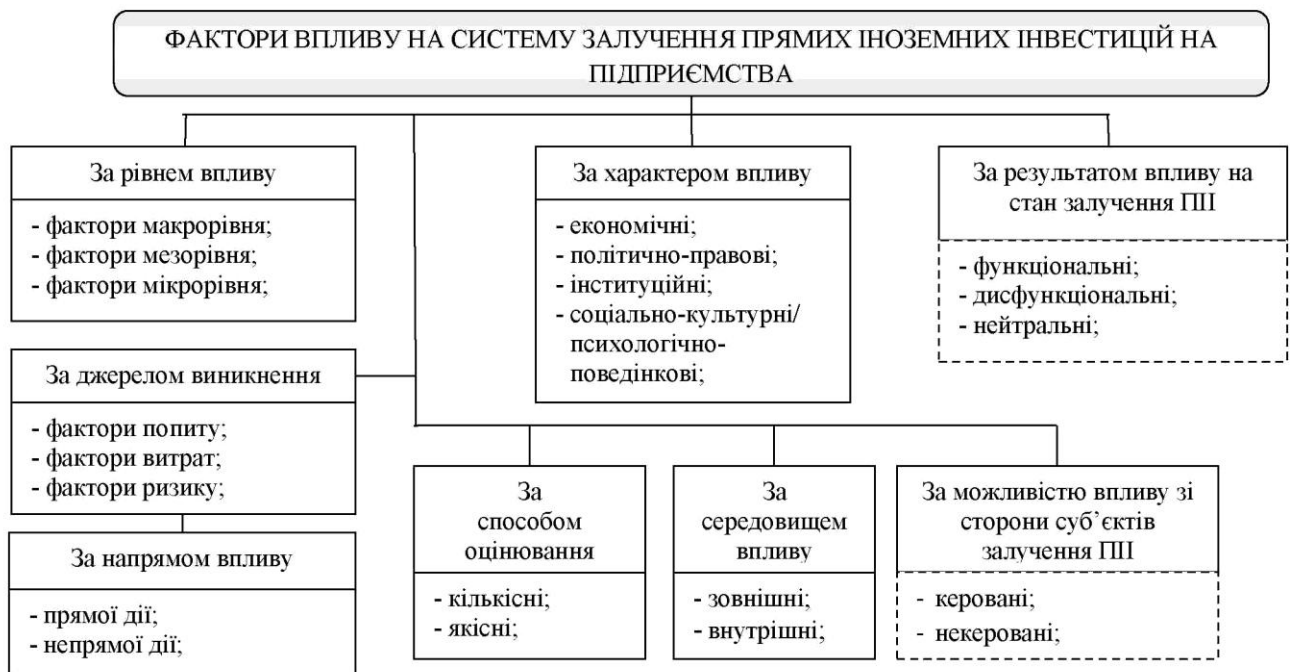 ФАКТОРИ ВПЛИВУ НА СИСТЕМУ ЗАЛУЧЕННЯ ПРЯМИХ ІНОЗЕМНИХ ІНВЕСТИЦІЙ НА
ПІДПРИЄМСТВА
За рівнем впливу
- фактори макрорівня;
- фактори мезорівня;
- фактори мікрорівня;
За характером впливу
- економічні;
- політично-правові;
- інституційні;
- соціально-культурні/
психологічно-
поведінкові;
За результатом впливу на
стан залучення ПІІ
- функціональні;
- дисфункціональні;
- нейтральні;
За джерелом виникнення
- фактори попиту;
- фактори витрат;
- фактори ризику;
За напрямом впливу
- прямої дії;
- непрямої дії;
За
способом
оцінювання
- кількісні;
- якісні;
За
середовищем
впливу
- зовнішні;
- внутрішні;
За можливістю впливу зі
сторони суб’єктів
залучення ПІІ
- керовані;
- некеровані;